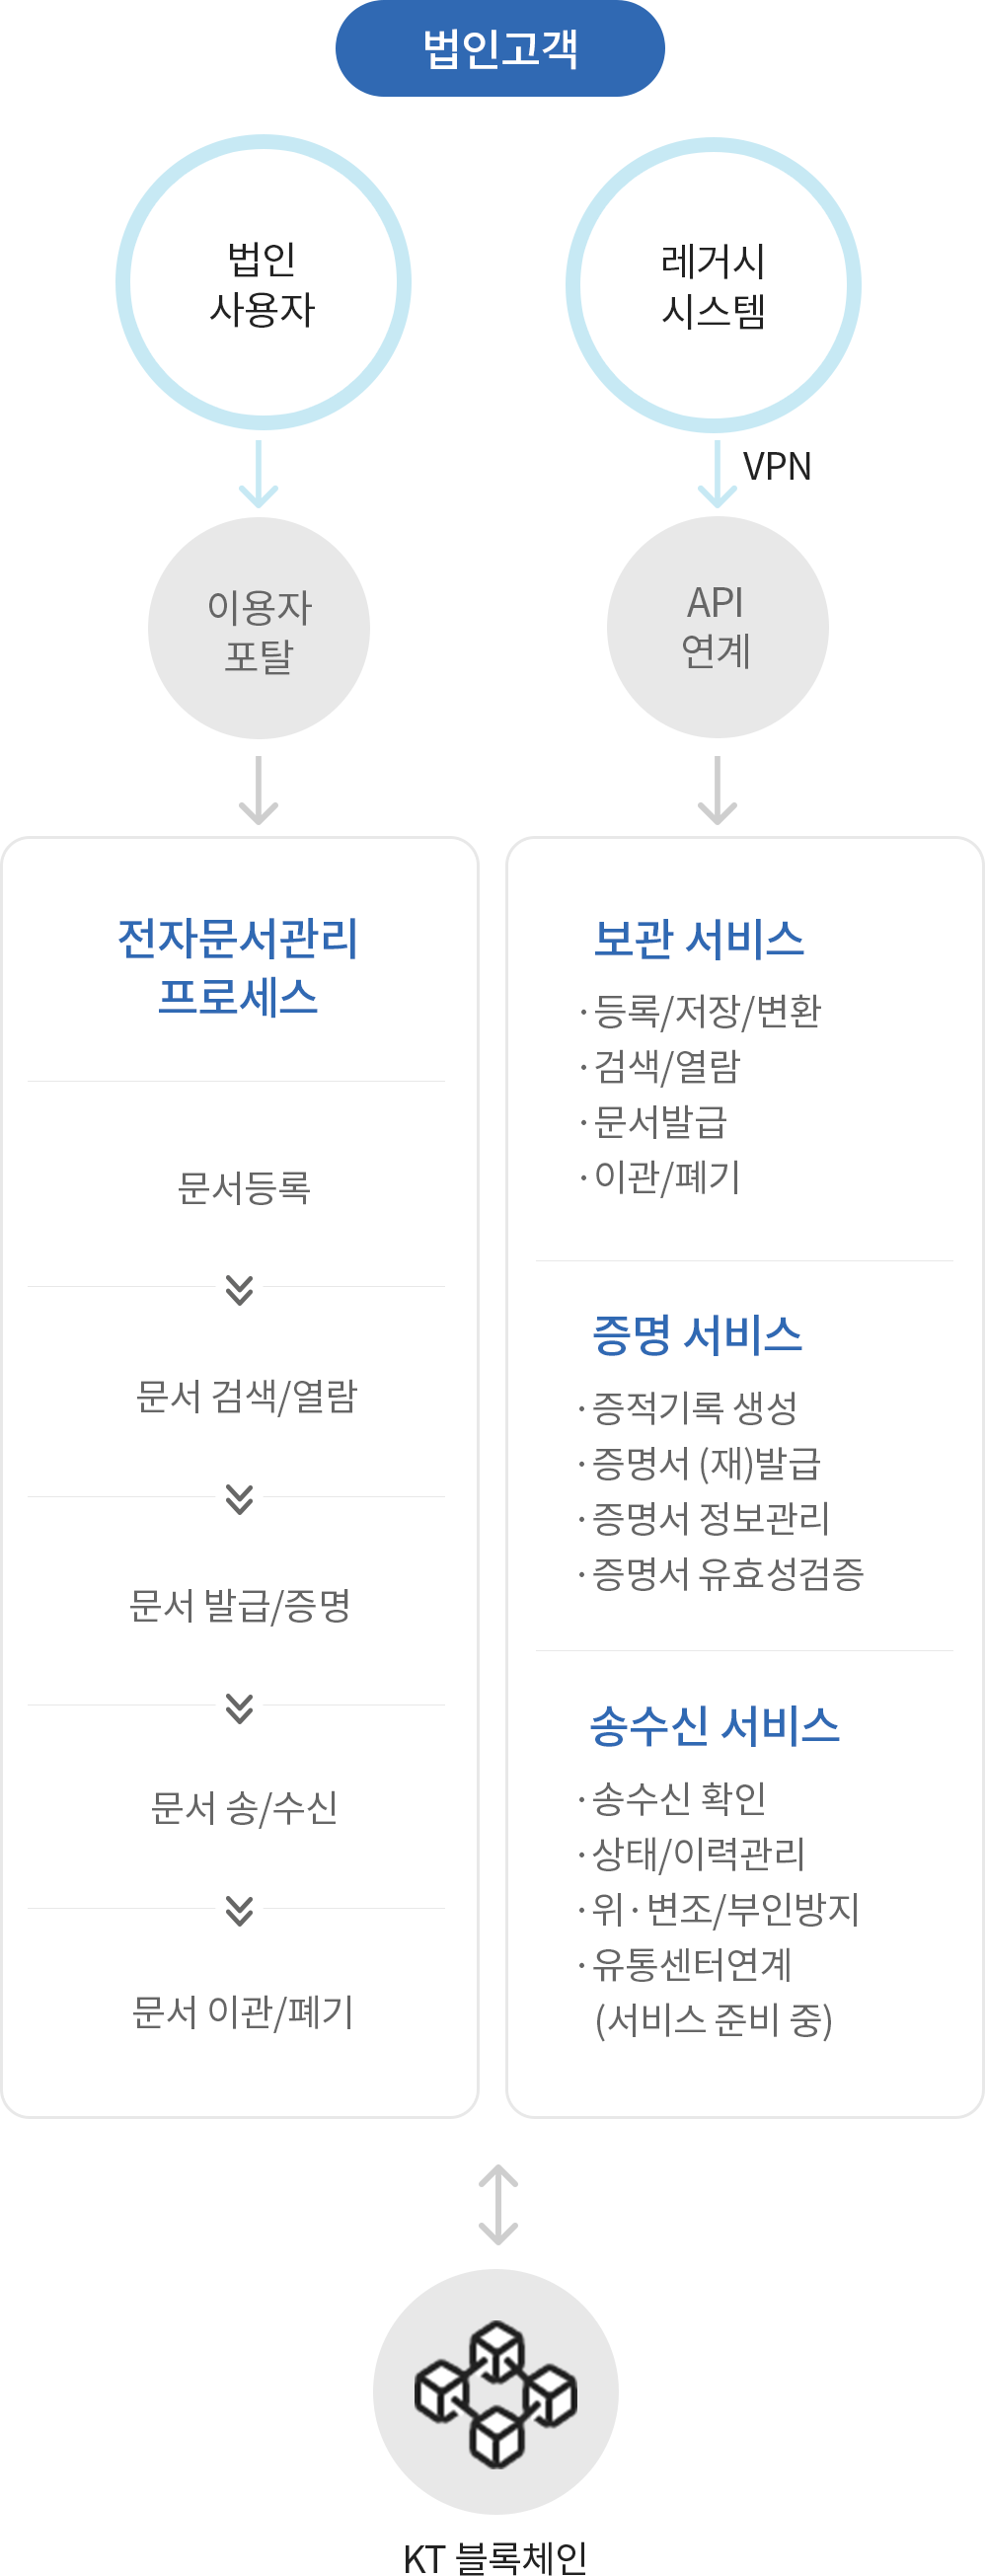 법인고객
법인
사용자
레거시
시스템
VPN
이용자
포탈
API
연계
전자문서관리
프로세스
문서등록
문서 검색/열람
문서 발급/증명
문서 송/수신
문서 이관/폐기
보관 서비스
· 등록/저장/변환
· 검색/열람
· 문서발급
· 이관/폐기
증명 서비스
· 증적기록 생성
· 증명서 (재)발급
· 증명서 정보관리
· 증명서 유효성검증
송수신 서비스
· 송수신 확인
· 상태/이력관리
· 위·변조/부인방지
· 유통센터연계
(서비스 준비 중)
KT 블록체인